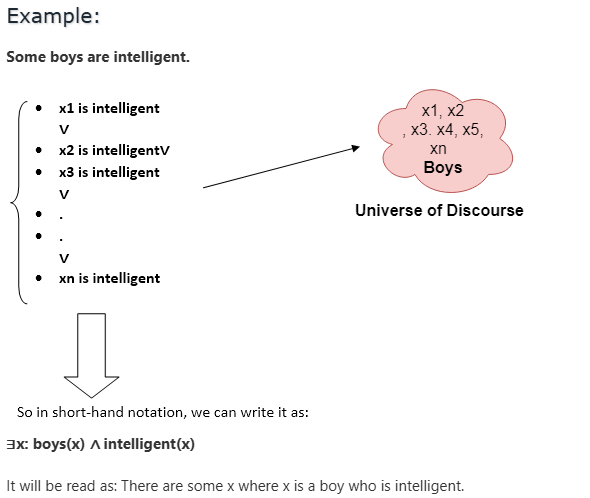 Example:
Some boys are intelligent.
• x1 is intelligent
V
• x2 is intelligentV
• x3 is intelligent
V
• .
• .
V
• xn is intelligent
x1, x2
, x3. x4, x5,
xn
Boys
Universe of Discourse
So in short-hand notation, we can write it as:
∃x: boys(x) ∧ intelligent(x)
It will be read as: There are some x where x is a boy who is intelligent.